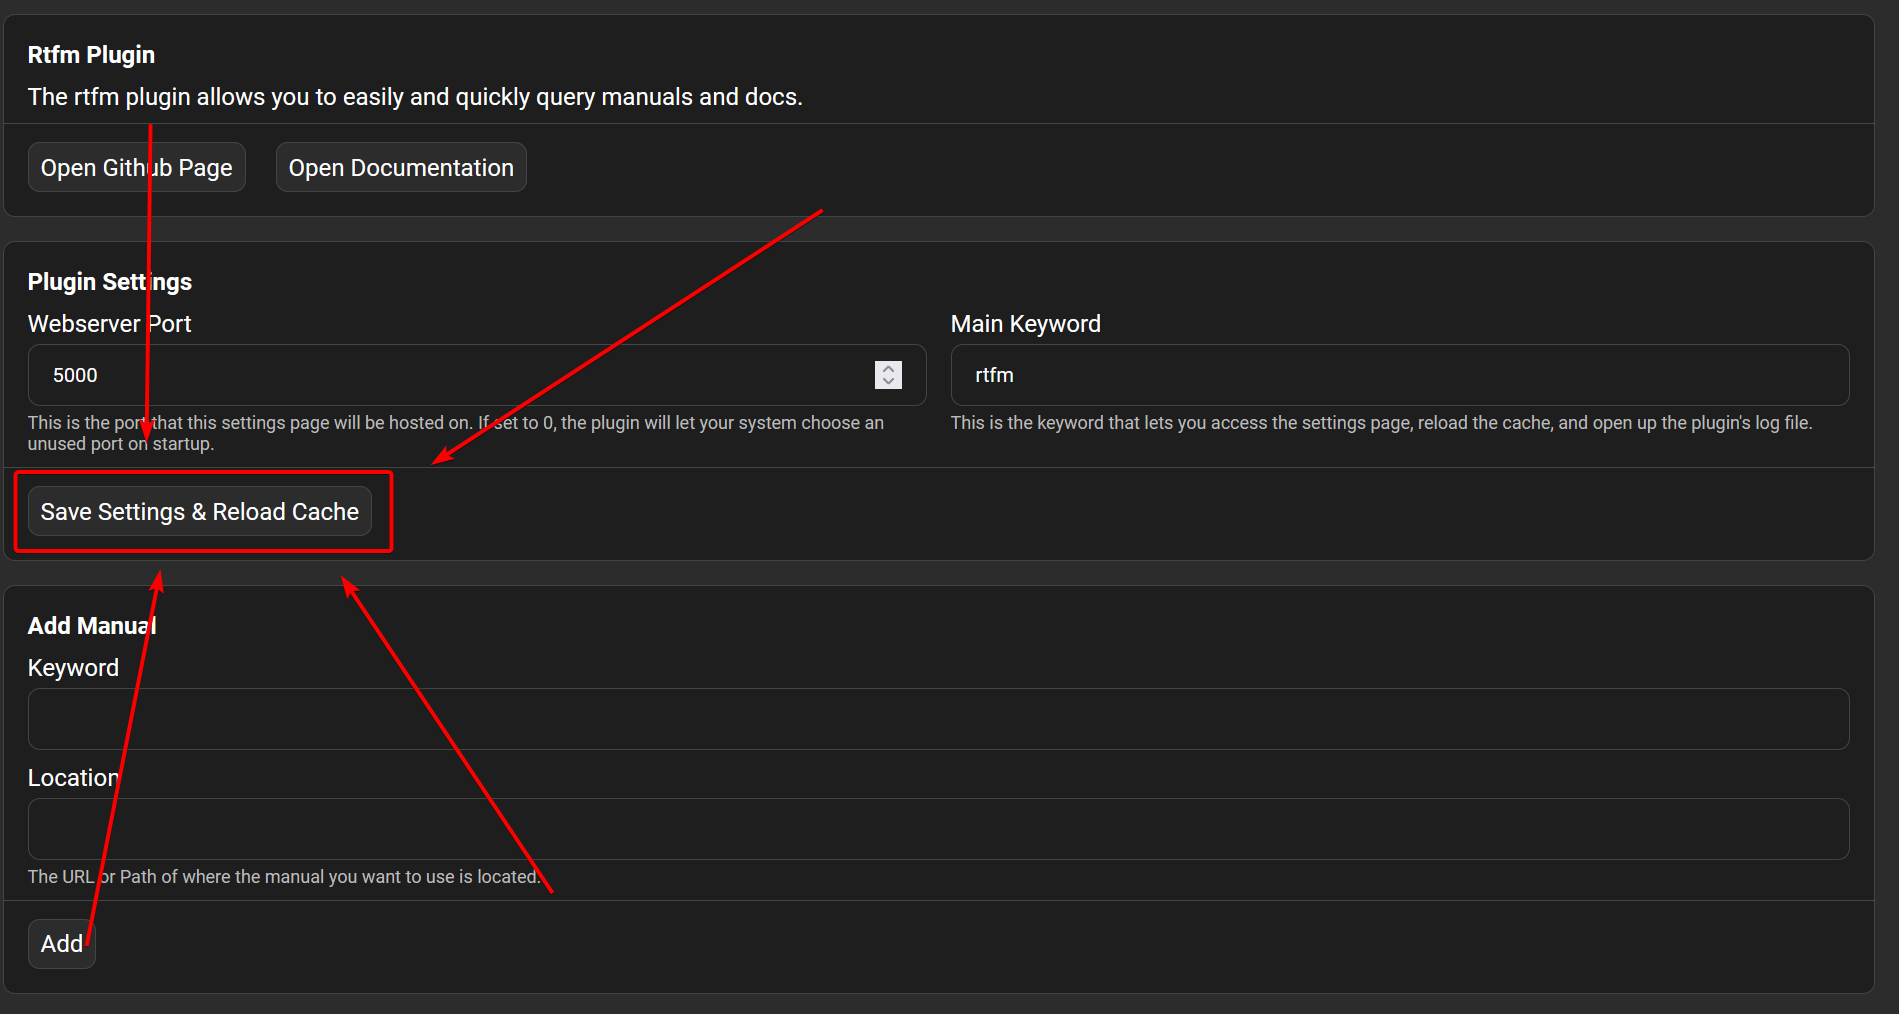 Rtfm Plugin
The rtfm plugin allows you to easily and quickly query manuals and docs.
Open Github Page
Open Documentation
Plugin Settings
Webserver Port
5000
This is the port that this settings page will be hosted on. If set to 0, the plugin will let your system choose an
unused port on startup.
Main Keyword
rtfm
This is the keyword that lets you access the settings page, reload the cache, and open up the plugin's log file.
Save Settings & Reload Cache
Add Manual
Keyword
Location
The URL or Path of where the manual you want to use is located.
Add